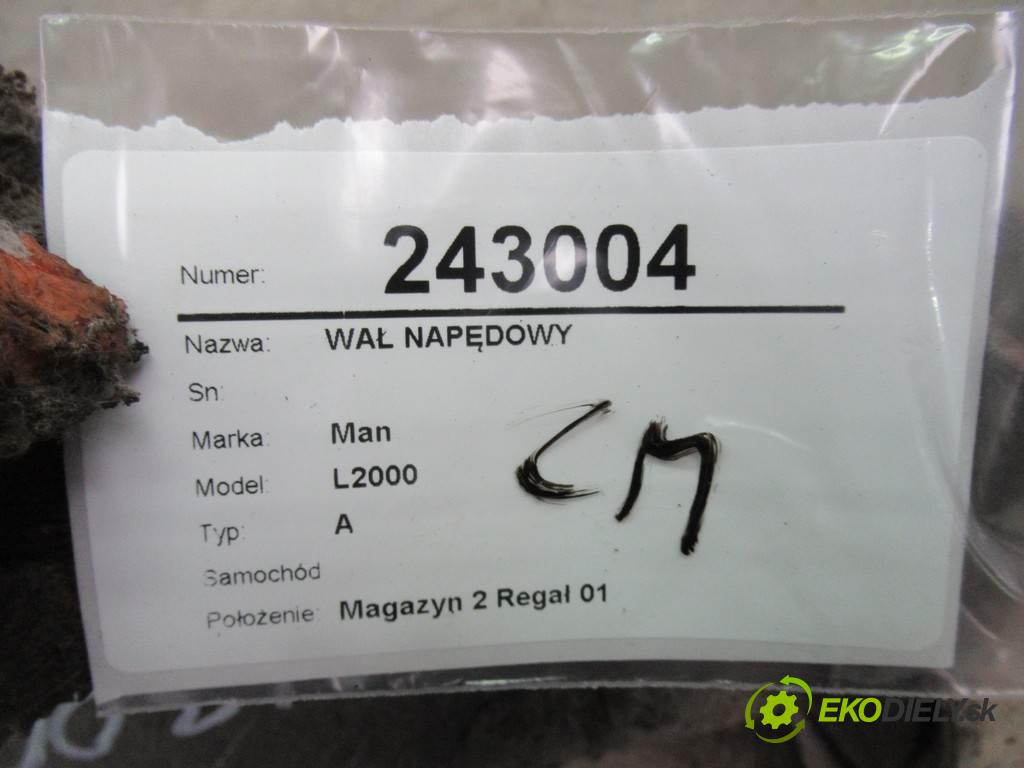 Numer: 243004
Nazwa: WAŁ NAPĘDOWY
Sn:
Marka: Man
Model: L2000
Typ: A
CM
Samochód
Położenie: Magazyn 2 Regał 01
EKODIELY.sk